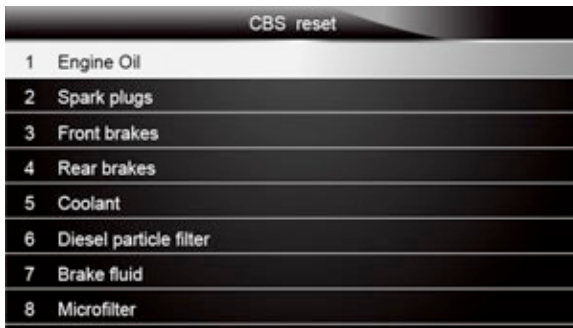 CBS reset
1 Engine Oil
2 Spark plugs
3 Front brakes
4 Rear brakes
5 Coolant
6 Diesel particle filter
7 Brake fluid
8 Microfilter